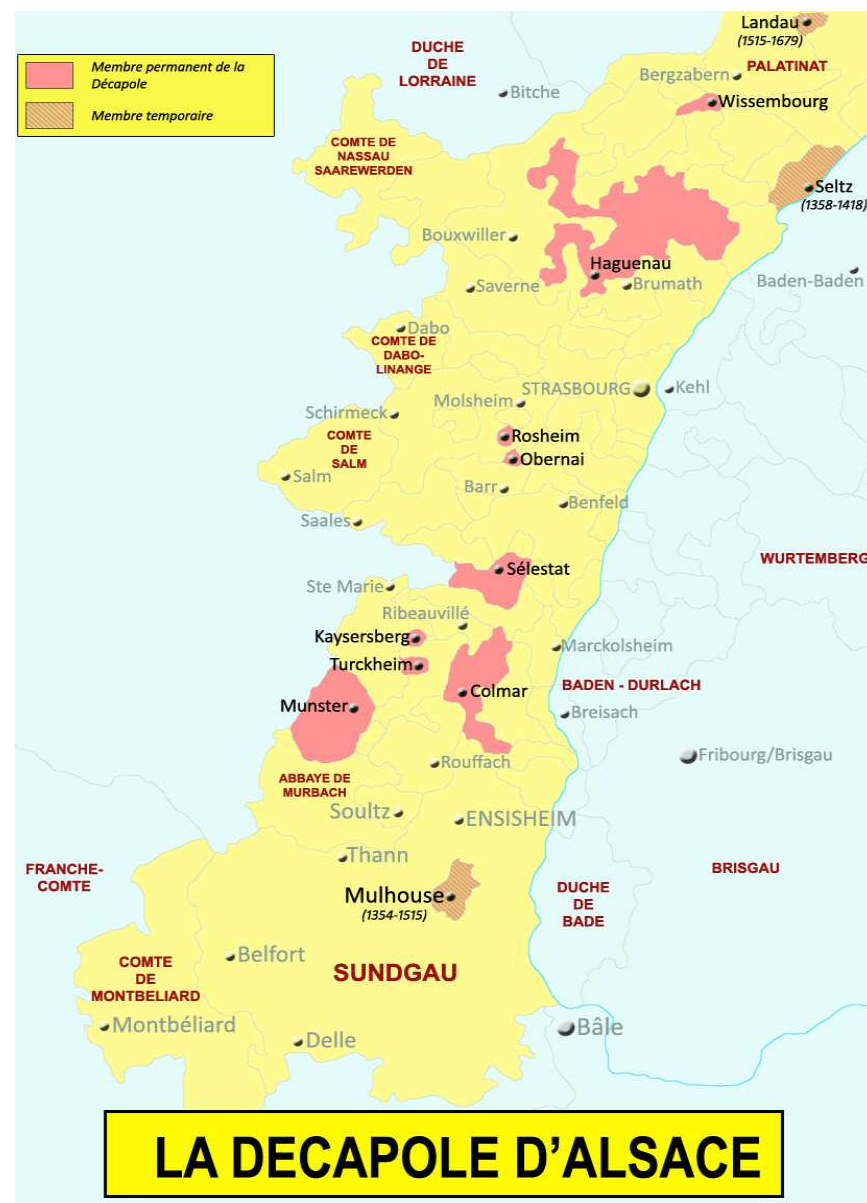 Landau
(1515-1679)
DUCHE
DE
LORRAINE
Membre permanent de la
Décapole
Membre temporaire
PALATINAT
Bergzabern
Bitche
Wissembourg
COMTE DE
NASSAU
SAAREWERDEN
Seltz
(1358-1418)
Bouxwiller
Haguenau
Baden-Baden
Saverne
Brumath
Dabo
COMTE DE
DABO-
LINANGE
STRASBOURG
Kehl
Molsheim
Schirmeck
Rosheim
COMTE
DE
SALM
Obernai
Salm
Barr
Benfeld
Saales
WURTEMBERG
Sélestat
Ste Marie
Ribeauvillé
Kaysersberg
Marckolsheim
Turckheim
BADEN - DURLACH
Colmar
Munster
Breisach
Fribourg/Brisgau
Rouffach
ABBAYE DE
MURBACH
Soultz
ENSISHEIM
Thann
FRANCHE-
COMTE
BRISGAU
DUCHE
DE
BADE
Mulhouse
(1354-1515)
Belfort
SUNDGAU
COMTE
DE
MONTBELIARD
Montbéliard
Bâle
Delle
LA DECAPOLE D'ALSACE